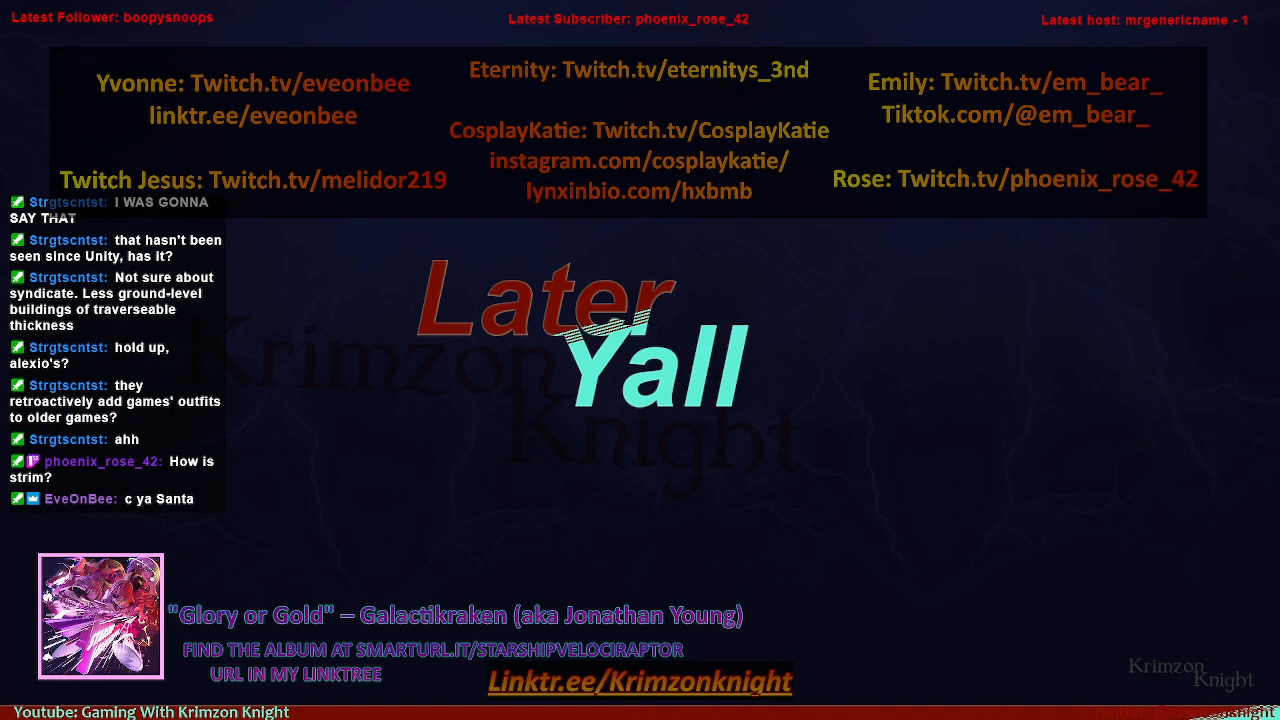 Latest Follower: boopysnoops
Latest Subscriber: phoenix_rose_42
Latest host: mrgenericname - 1
Yvonne: Twitch.tv/eveonbee
linktr.ee/eveonbee
Twitch Jesus: Twitch.tv/melidor219
Eternity: Twitch.tv/eternitys_3nd
CosplayKatie: Twitch.tv/CosplayKatie
instagram.com/cosplaykatie/
lynxinbio.com/hxbmb
Emily: Twitch.tv/em_bear_
Tiktok.com/@em_bear_
Rose: Twitch.tv/phoenix_rose_42
Strgtscntst: I WAS GONNA
SAY THAT
Strgtscntst: that hasn't been
seen since Unity, has it?
Strgtscntst: Not sure about
syndicate. Less ground-level
buildings of traverseable
thickness
Strgtscntst: hold up,
alexio's?
Strgtscntst: they
retroactively add games' outfits
to older games?
Strgtscntst: ahh
phoenix_rose_42: How is
strim?
EveOnBee: c ya Santa
Later
Yall
Krimzon
Knight
"Glory or Gold" – Galactikraken (aka Jonathan Young)
FIND THE ALBUM AT SMARTURL.IT/STARSHIPVELOCIRAPTOR
URL IN MY LINKTREE
Linktr.ee/Krimzonknight
Krimzon
Knight
Youtube: Gaming With Krimzon Knight